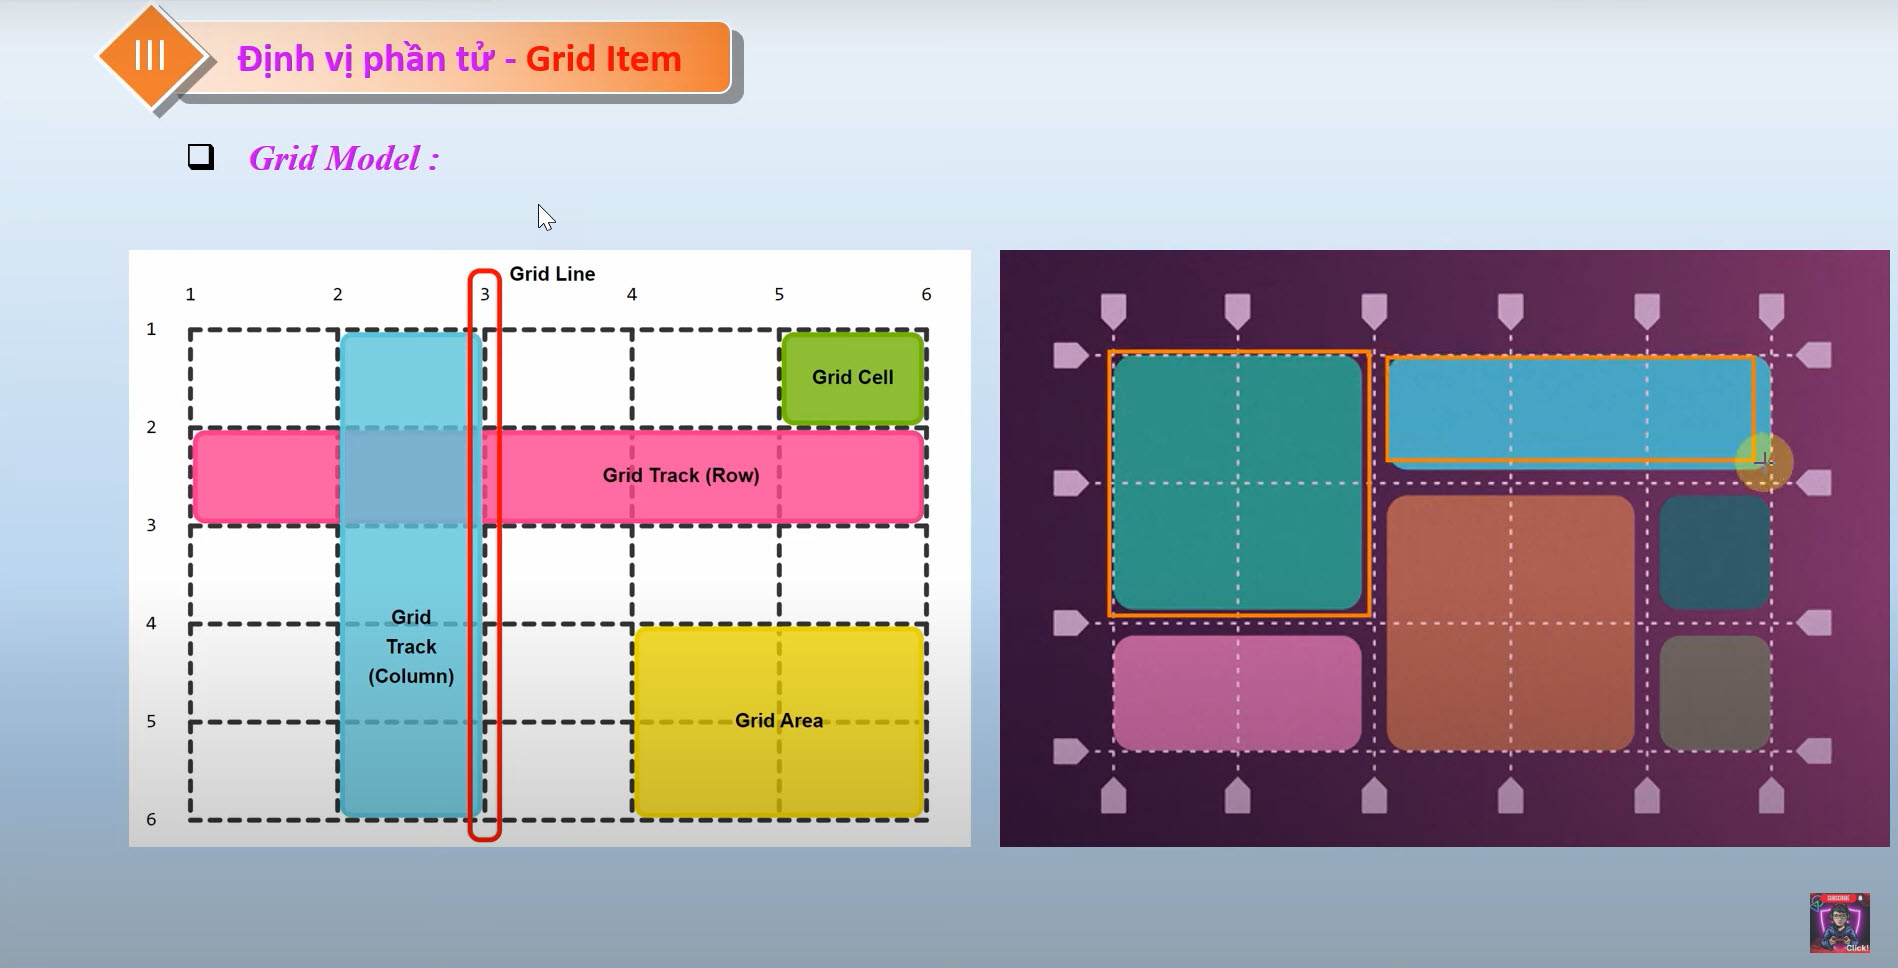 III
Định vị phần tử - Grid Item
Grid Model :
Grid Line
1 2 3 4 5 6
1
Grid Cell
2
Grid Track (Row)
3
Grid
4
Track
(Column)
5
Grid Area
6
SUBSCRIBE
Click!